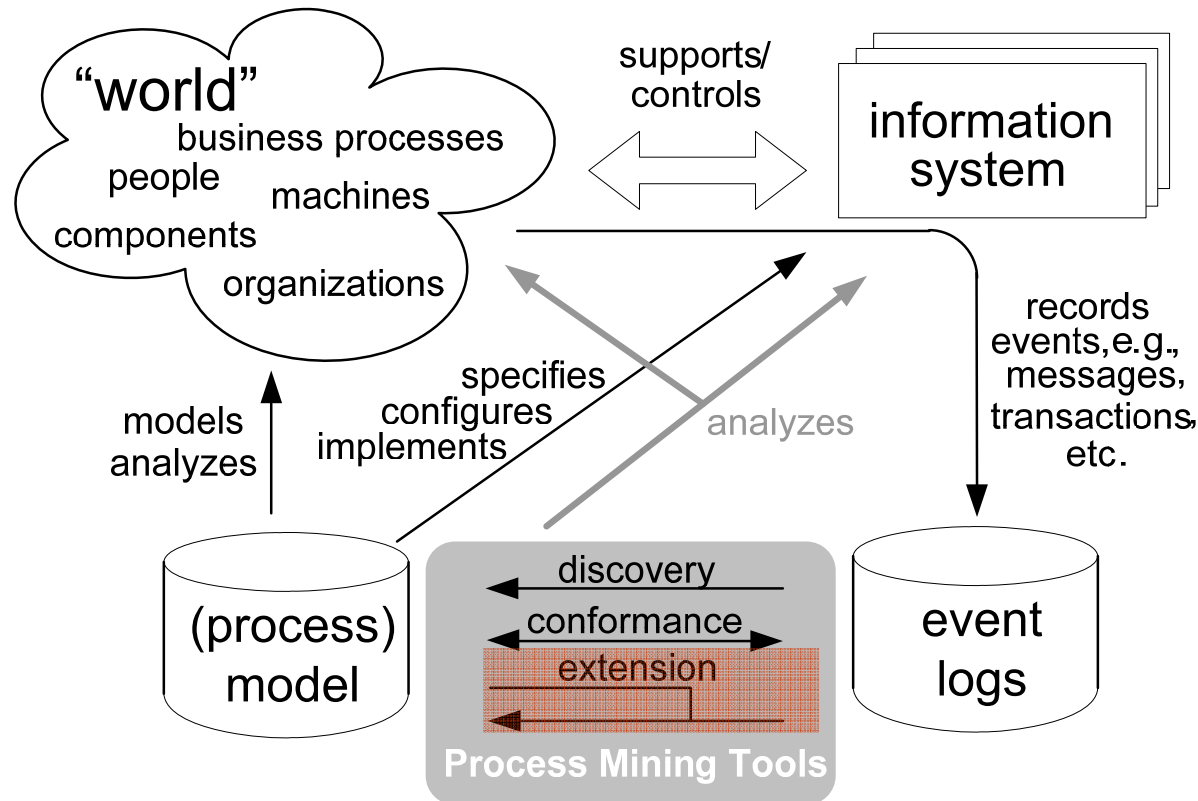 “world”
business processes
people
machines
components
organizations
supports/
controls
information
system
records
events,e.g.,
messages,
transactions,
etc.
models
analyzes
specifies
configures
implements
analyzes
(process)
model
discovery
conformance
extension
Process Mining Tools
event
logs